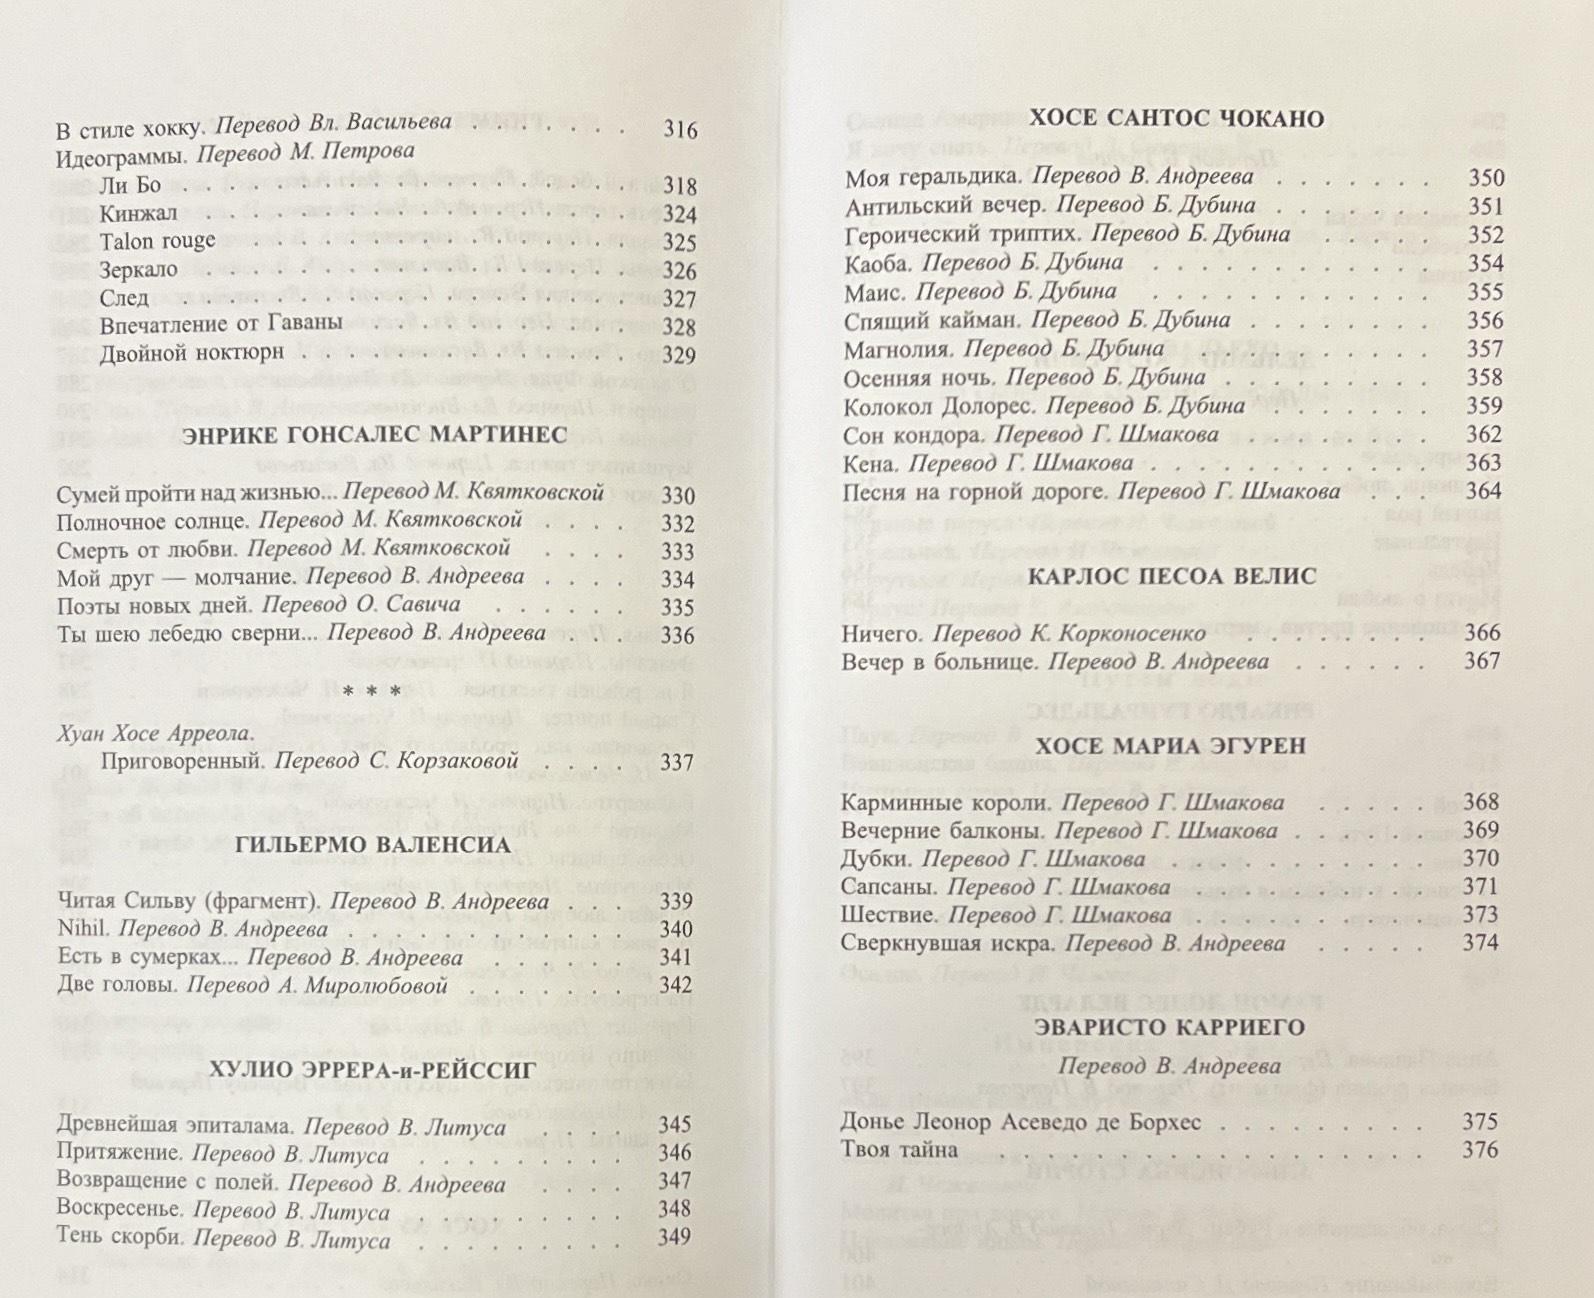 В стиле хокку. Перевод Вл. Васильева . . . . . . . 316
Идеограммы. Перевод М. Петрова
Ли Бо . . . . . . . . . . . . . . . . . . . 318
Кинжал . . . . . . . . . . . . . . . . . . 324
Talon rouge . . . . . . . . . . . . . . . . 325
Зеркало . . . . . . . . . . . . . . . . . . 326
След . . . . . . . . . . . . . . . . . . . 327
Впечатление от Гаваны . . . . . . . . . . . 328
Двойной ноктюрн . . . . . . . . . . . . . . 329
ЭНРИКЕ ГОНСАЛЕС МАРТИНЕС
Сумей пройти над жизнью... Перевод М. Квятковской 330
Полночное солнце. Перевод М. Квятковской . . . . 332
Смерть от любви. Перевод М. Квятковской . . . . 333
Мой друг — молчание. Перевод В. Андреева . . . . 334
Поэты новых дней. Перевод О. Савича . . . . . . 335
Ты шею лебедю сверни... Перевод В. Андреева . . . 336
* * *
Хуан Хосе Арреола.
Приговоренный. Перевод С. Корзаковой . . . . 337
ГИЛЬЕРМО ВАЛЕНСИА
Читая Сильву (фрагмент). Перевод В. Андреева . . . 339
Nihil. Перевод В. Андреева . . . . . . . . . . . . 340
Есть в сумерках... Перевод В. Андреева . . . . . . 341
Две головы. Перевод А. Миролюбовой . . . . . . . 342
ХУЛИО ЭРРЕРА-и-РЕЙССИГ
Древнейшая эпиталама. Перевод В. Литуса . . . . 345
Притяжение. Перевод В. Литуса . . . . . . . . . 346
Возвращение с полей. Перевод В. Андреева . . . . 347
Воскресенье. Перевод В. Литуса . . . . . . . . . 348
Тень скорби. Перевод В. Литуса . . . . . . . . . 349
ХОСЕ САНТОС ЧОКАНО
Моя геральдика. Перевод В. Андреева . . . . . . . 350
Антильский вечер. Перевод Б. Дубина . . . . . . . 351
Героический триптих. Перевод Б. Дубина . . . . . 352
Каоба. Перевод Б. Дубина . . . . . . . . . . . . 354
Маис. Перевод Б. Дубина . . . . . . . . . . . . 355
Спящий кайман. Перевод Б. Дубина . . . . . . . . 356
Магнолия. Перевод Б. Дубина . . . . . . . . . . 357
Осенняя ночь. Перевод Б. Дубина . . . . . . . . . 358
Колокол Долорес. Перевод Б. Дубина . . . . . . . 359
Сон кондора. Перевод Г. Шмакова . . . . . . . . 362
Кена. Перевод Г. Шмакова . . . . . . . . . . . . 363
Песня на горной дороге. Перевод Г. Шмакова . . . 364
КАРЛОС ПЕСОА ВЕЛИС
Ничего. Перевод К. Корконосенко . . . . . . . . 366
Вечер в больнице. Перевод В. Андреева . . . . . . 367
ХОСЕ МАРИА ЭГУРЕН
Карминные короли. Перевод Г. Шмакова . . . . . 368
Вечерние балконы. Перевод Г. Шмакова . . . . . . 369
Дубки. Перевод Г. Шмакова . . . . . . . . . . . 370
Сапсаны. Перевод Г. Шмакова . . . . . . . . . . 371
Шествие. Перевод Г. Шмакова . . . . . . . . . . 373
Сверкнувшая искра. Перевод В. Андреева . . . . . 374
ЭВАРИСТО КАРРИЕГО
Перевод В. Андреева
Донье Леонор Асеведо де Борхес . . . . . . . . . 375
Твоя тайна . . . . . . . . . . . . . . . . . . 376